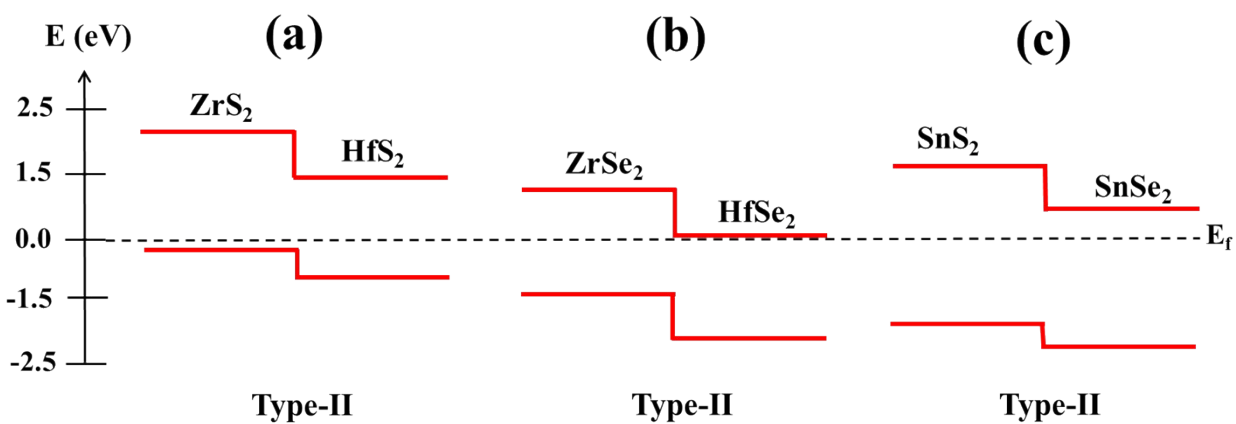 E (eV)
(a)
(b)
(c)
2.5
1.5
0.0
-1.5
-2.5
ZrS₂
HfS₂
ZrSe₂
HfSe₂
SnS₂
SnSe₂
E_f
Type-II
Type-II
Type-II